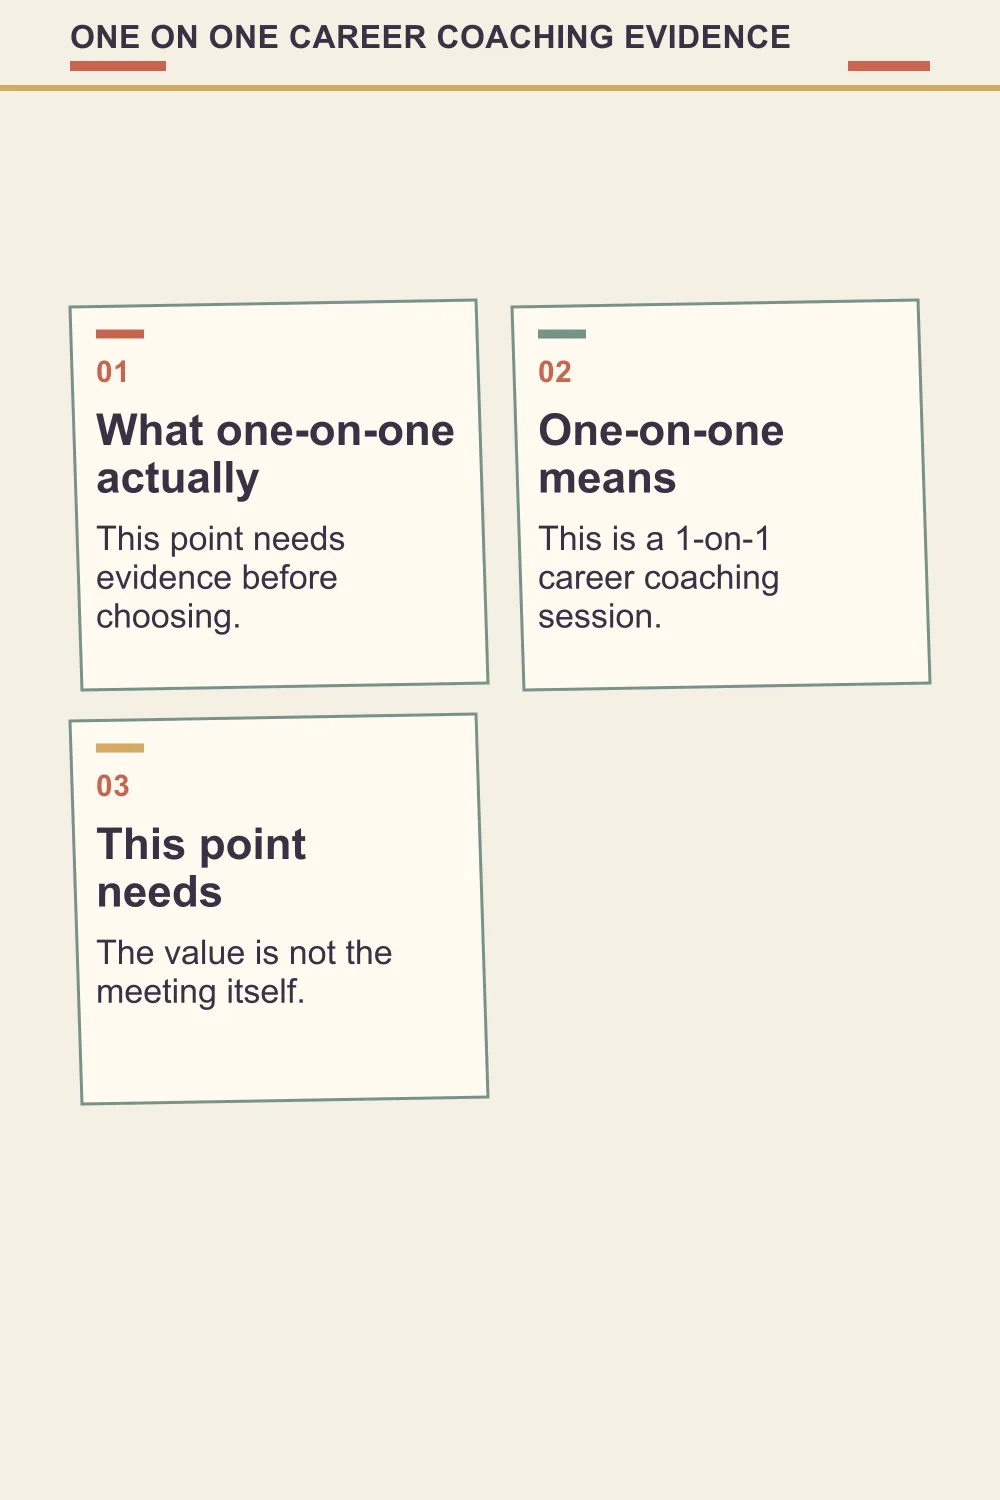 ONE ON ONE CAREER COACHING EVIDENCE
01
What one-on-one
actually
This point needs
evidence before
choosing.
02
One-on-one
means
This is a 1-on-1
career coaching
session.
03
This point
needs
The value is not the
meeting itself.